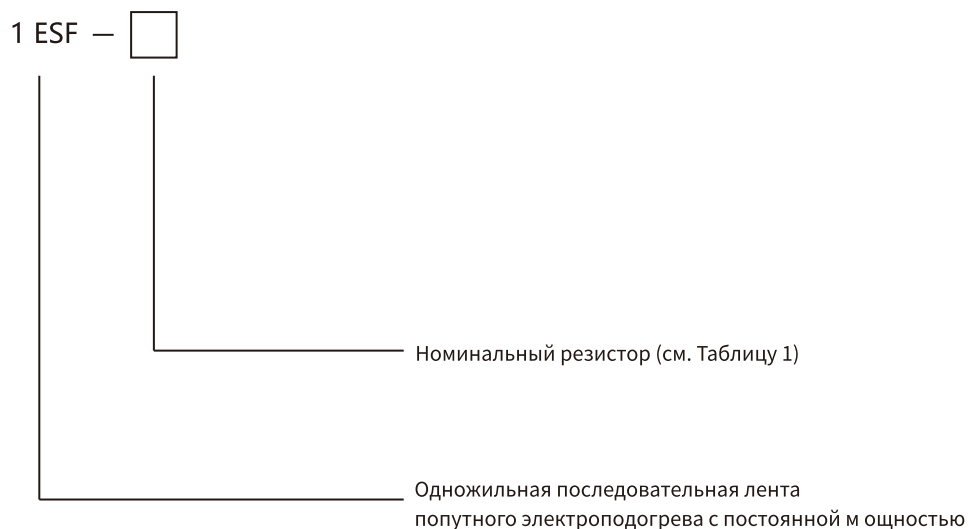 1 ESF —
Номинальный резистор (см. Таблицу 1)
Одножильная последовательная лента
попутного электроподогрева с постоянной м ощностью